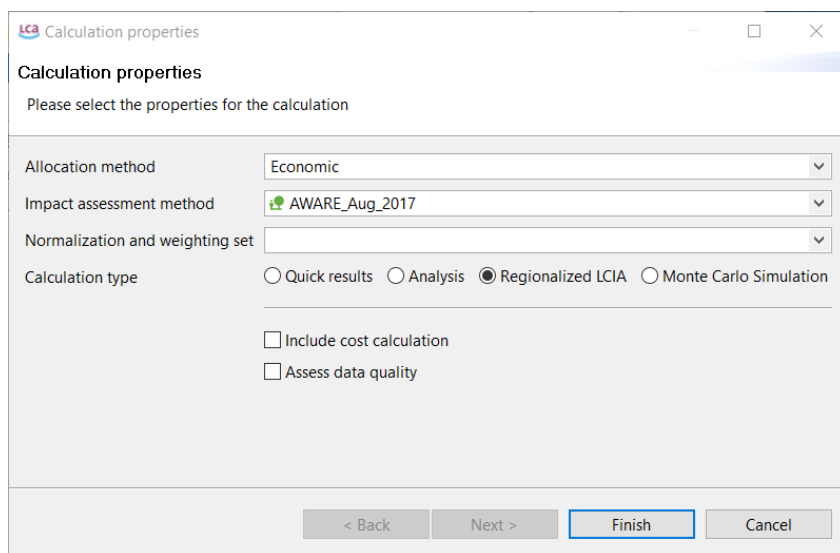 LCA Calculation properties
Calculation properties
Please select the properties for the calculation
Allocation method Economic
Impact assessment method AWARE_Aug_2017
Normalization and weighting set
Calculation type Quick results Analysis Regionalized LCIA Monte Carlo Simulation
Include cost calculation
Assess data quality
< Back Next > Finish Cancel